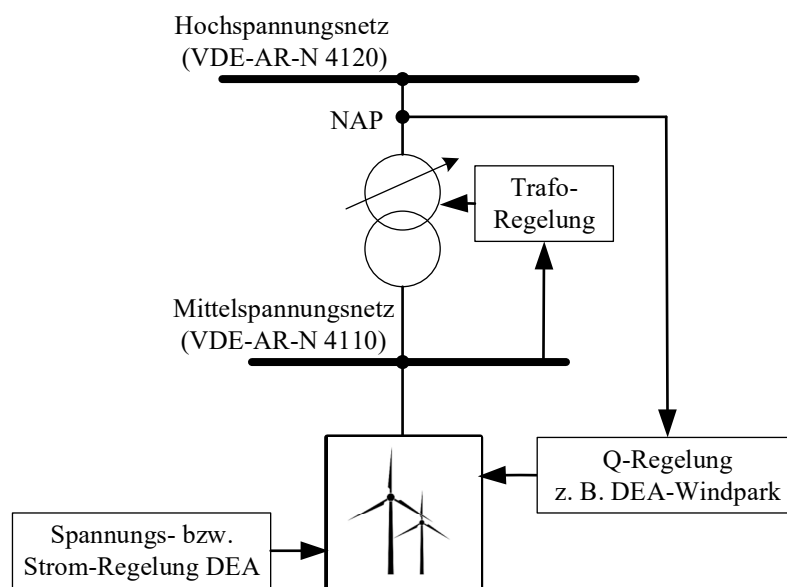 Hochspannungsnetz
(VDE-AR-N 4120)
NAP
Trafo-
Regelung
Mittelspannungsnetz
(VDE-AR-N 4110)
Q-Regelung
z. B. DEA-Windpark
Spannungs- bzw.
Strom-Regelung DEA